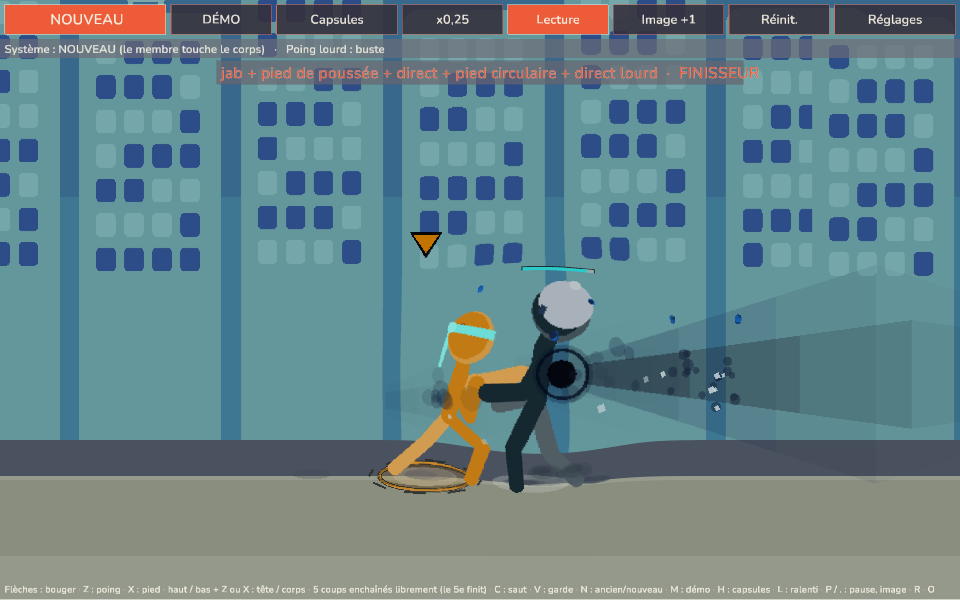 NOUVEAU DÉMO Capsules x0,25 Lecture Image +1 Réinit. Réglages
Système : NOUVEAU (le membre touche le corps) · Poing lourd : buste
jab + pied de poussée + direct + pied circulaire + direct lourd · FINISSEUR
Flèches : bouger Z : poing X : pied haut / bas + Z ou X : tête / corps 5 coups enchaînés librement (le 5e finit) C : saut V : garde N : ancien/nouveau M : démo H : capsules L : ralenti P / . : pause, image R O